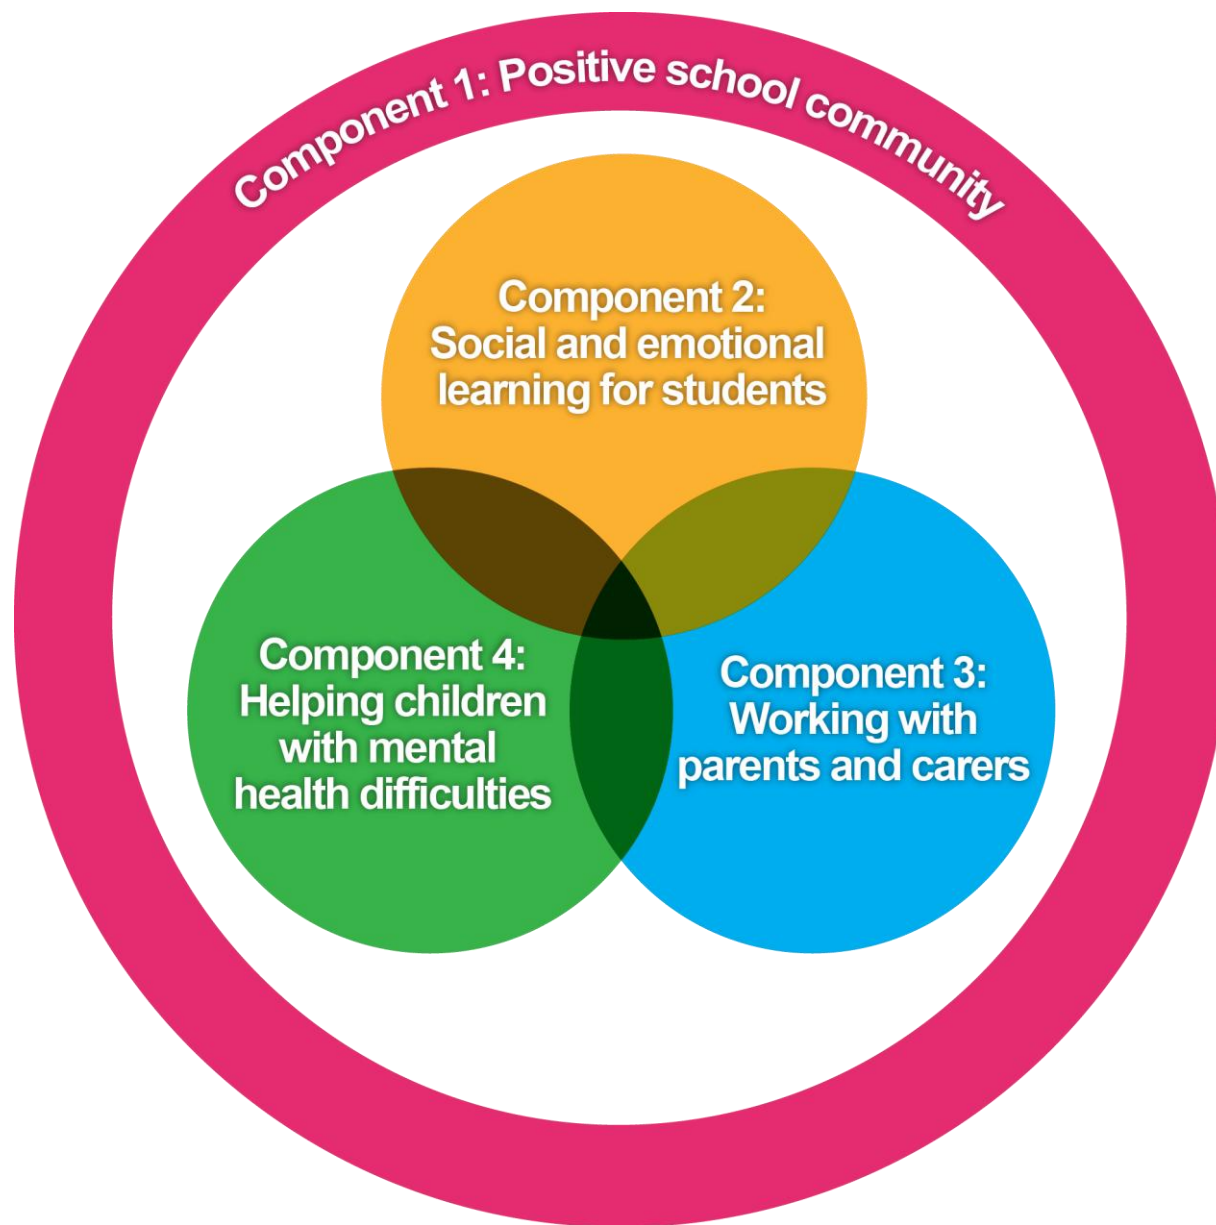 Component 1: Positive school community
Component 2:
Social and emotional
learning for students
Component 4:
Helping children
with mental
health difficulties
Component 3:
Working with
parents and carers